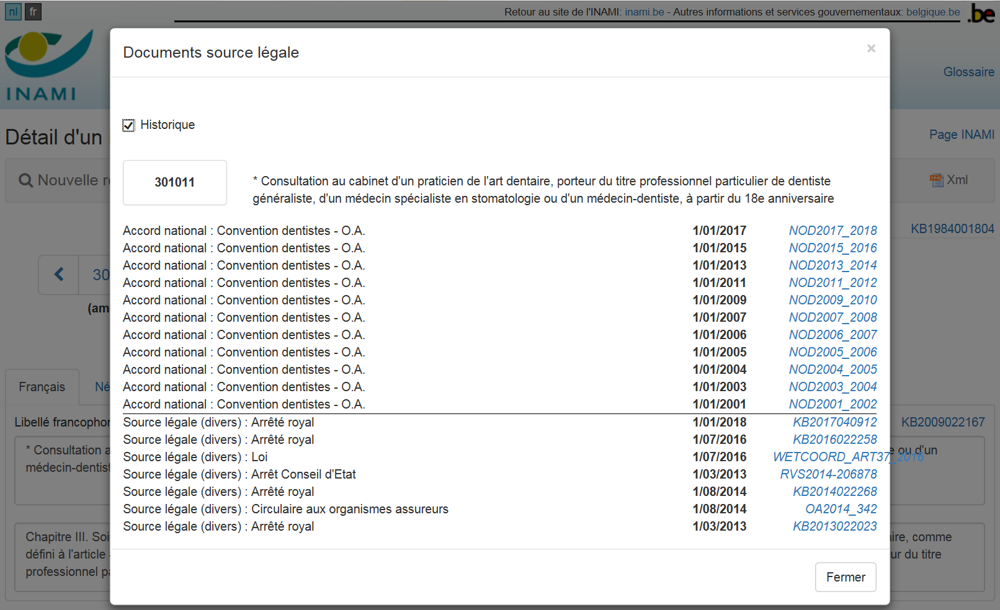 nl fr
Retour au site de l'INAMI: inami.be - Autres informations et services gouvernementaux: belgique.be
.be
INAMI
Glossaire
Documents source légale
×
Historique
Détail d'un
Page INAMI
Nouvelle r
Xml
301011
* Consultation au cabinet d'un praticien de l'art dentaire, porteur du titre professionnel particulier de dentiste
généraliste, d'un médecin spécialiste en stomatologie ou d'un médecin-dentiste, à partir du 18e anniversaire
KB1984001804
Accord national : Convention dentistes - O.A. 1/01/2017 NOD2017_2018
Accord national : Convention dentistes - O.A. 1/01/2015 NOD2015_2016
Accord national : Convention dentistes - O.A. 1/01/2013 NOD2013_2014
30
Accord national : Convention dentistes - O.A. 1/01/2011 NOD2011_2012
Accord national : Convention dentistes - O.A. 1/01/2009 NOD2009_2010
(am
Accord national : Convention dentistes - O.A. 1/01/2007 NOD2007_2008
Accord national : Convention dentistes - O.A. 1/01/2006 NOD2006_2007
Accord national : Convention dentistes - O.A. 1/01/2005 NOD2005_2006
Accord national : Convention dentistes - O.A. 1/01/2004 NOD2004_2005
Français Né
Accord national : Convention dentistes - O.A. 1/01/2003 NOD2003_2004
Accord national : Convention dentistes - O.A. 1/01/2001 NOD2001_2002
Libellé francophon
KB2009022167
Source légale (divers) : Arrêté royal 1/01/2018 KB2017040912
Source légale (divers) : Arrêté royal 1/07/2016 KB2016022258
* Consultation a
e ou d'un
Source légale (divers) : Loi 1/07/2016 WETCOORD_ART37_2016
médecin-dentist
Source légale (divers) : Arrêt Conseil d'Etat 1/03/2013 RVS2014-206878
Source légale (divers) : Arrêté royal 1/08/2014 KB2014022268
Source légale (divers) : Circulaire aux organismes assureurs 1/08/2014 OA2014_342
Source légale (divers) : Arrêté royal 1/03/2013 KB2013022023
Chapitre III. Soi
ire, comme
défini à l'article
ur du titre
professionnel pa
Fermer